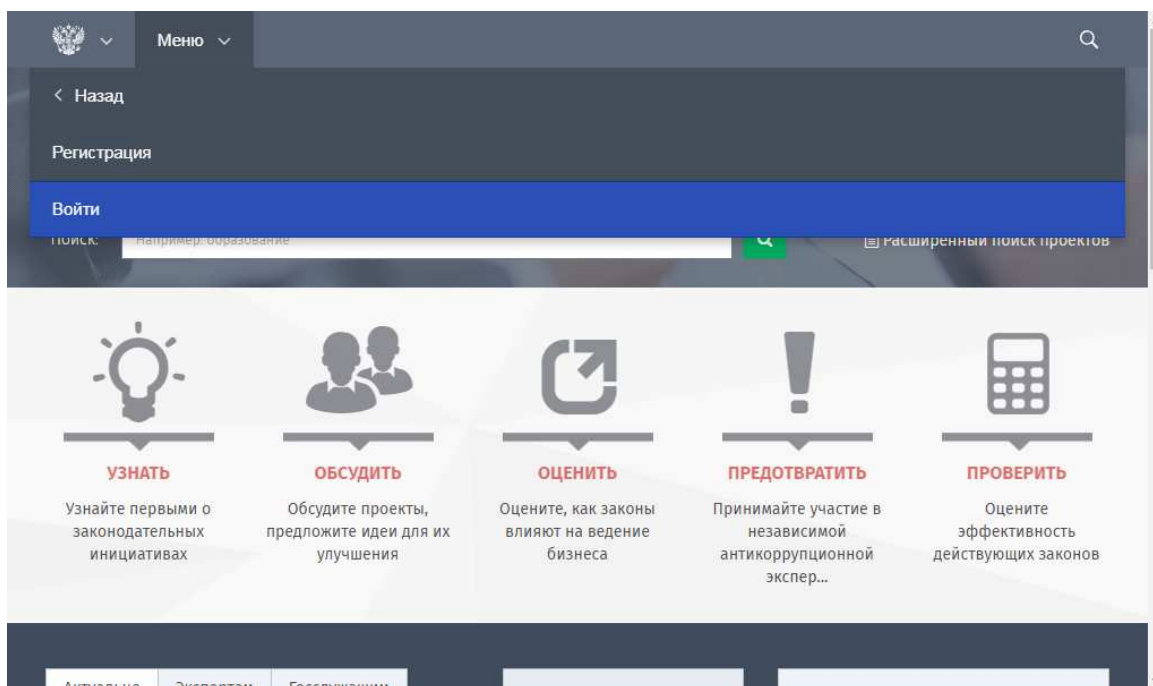 Меню
Назад
Регистрация
Войти
Поиск:
Например: образование
Расширенный поиск проектов
УЗНАТЬ
Узнайте первыми о
законодательных
инициативах
ОБСУДИТЬ
Обсудите проекты,
предложите идеи для их
улучшения
ОЦЕНИТЬ
Оцените, как законы
влияют на ведение
бизнеса
ПРЕДОТВРАТИТЬ
Принимайте участие в
независимой
антикоррупционной
экспер...
ПРОВЕРИТЬ
Оцените
эффективность
действующих законов
Актуально
Экспертам
Госслужащим